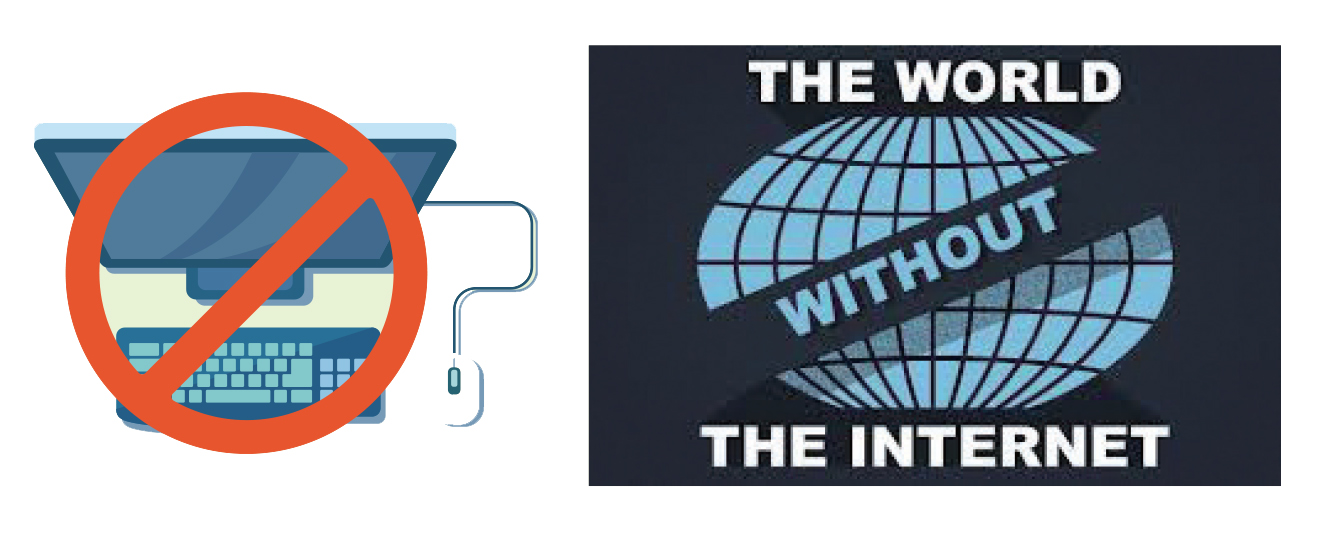 THE WORLD
WITHOUT
THE INTERNET